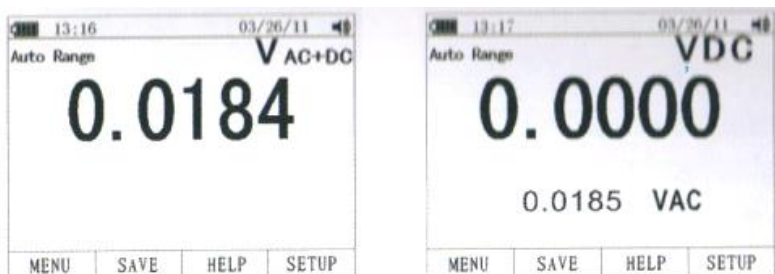 13:16 03/26/11
Auto Range V AC+DC
0.0184
MENU SAVE HELP SETUP
13:17 03/26/11
Auto Range VDC
0.0000
0.0185 VAC
MENU SAVE HELP SETUP